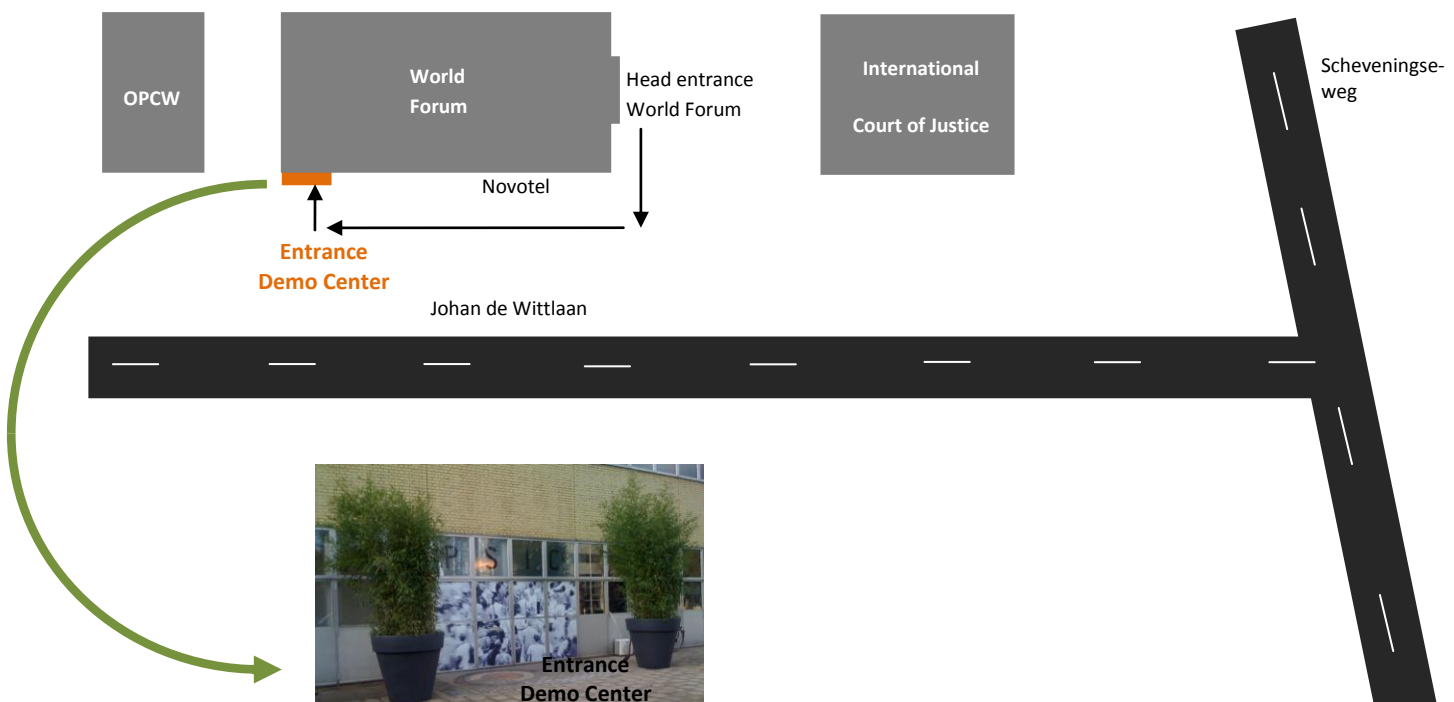 OPCW
World
Forum
Head entrance
World Forum
International
Court of Justice
Scheveningse-
weg
Novotel
Entrance
Demo Center
Johan de Wittlaan
Entrance
Demo Center